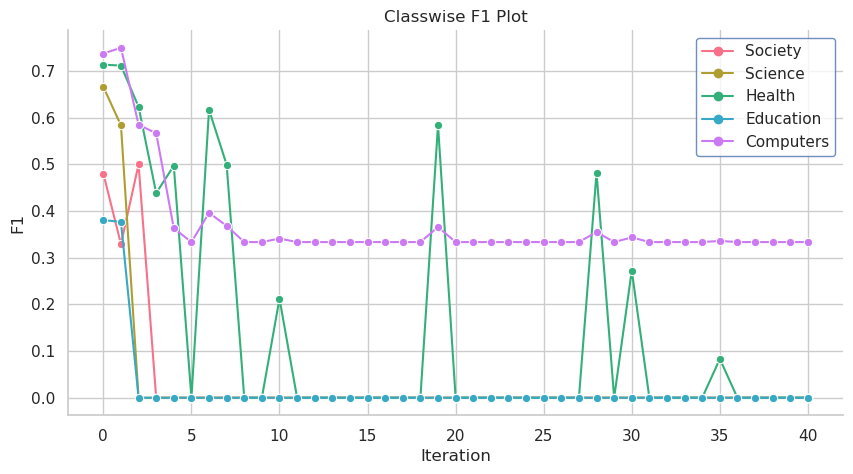 Classwise F1 Plot
Society
Science
Health
Education
Computers
F1
0.7
0.6
0.5
0.4
0.3
0.2
0.1
0.0
0 5 10 15 20 25 30 35 40
Iteration